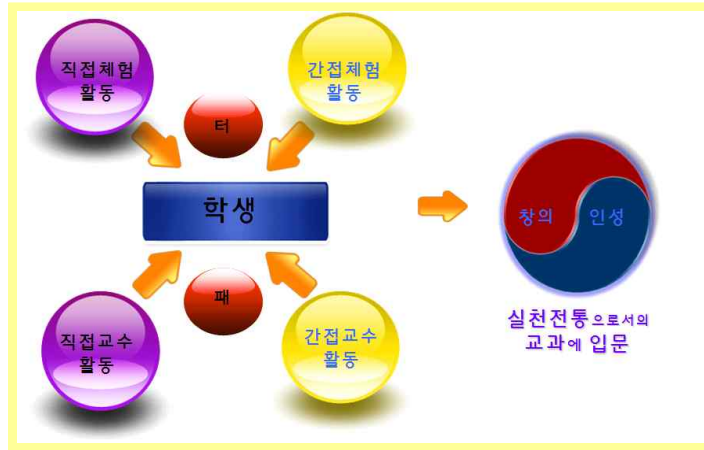 직접체험
활동
간접체험
활동
터
학생
창의
인성
패
직접교수
활동
간접교수
활동
실천전통으로서의
교과에 입문